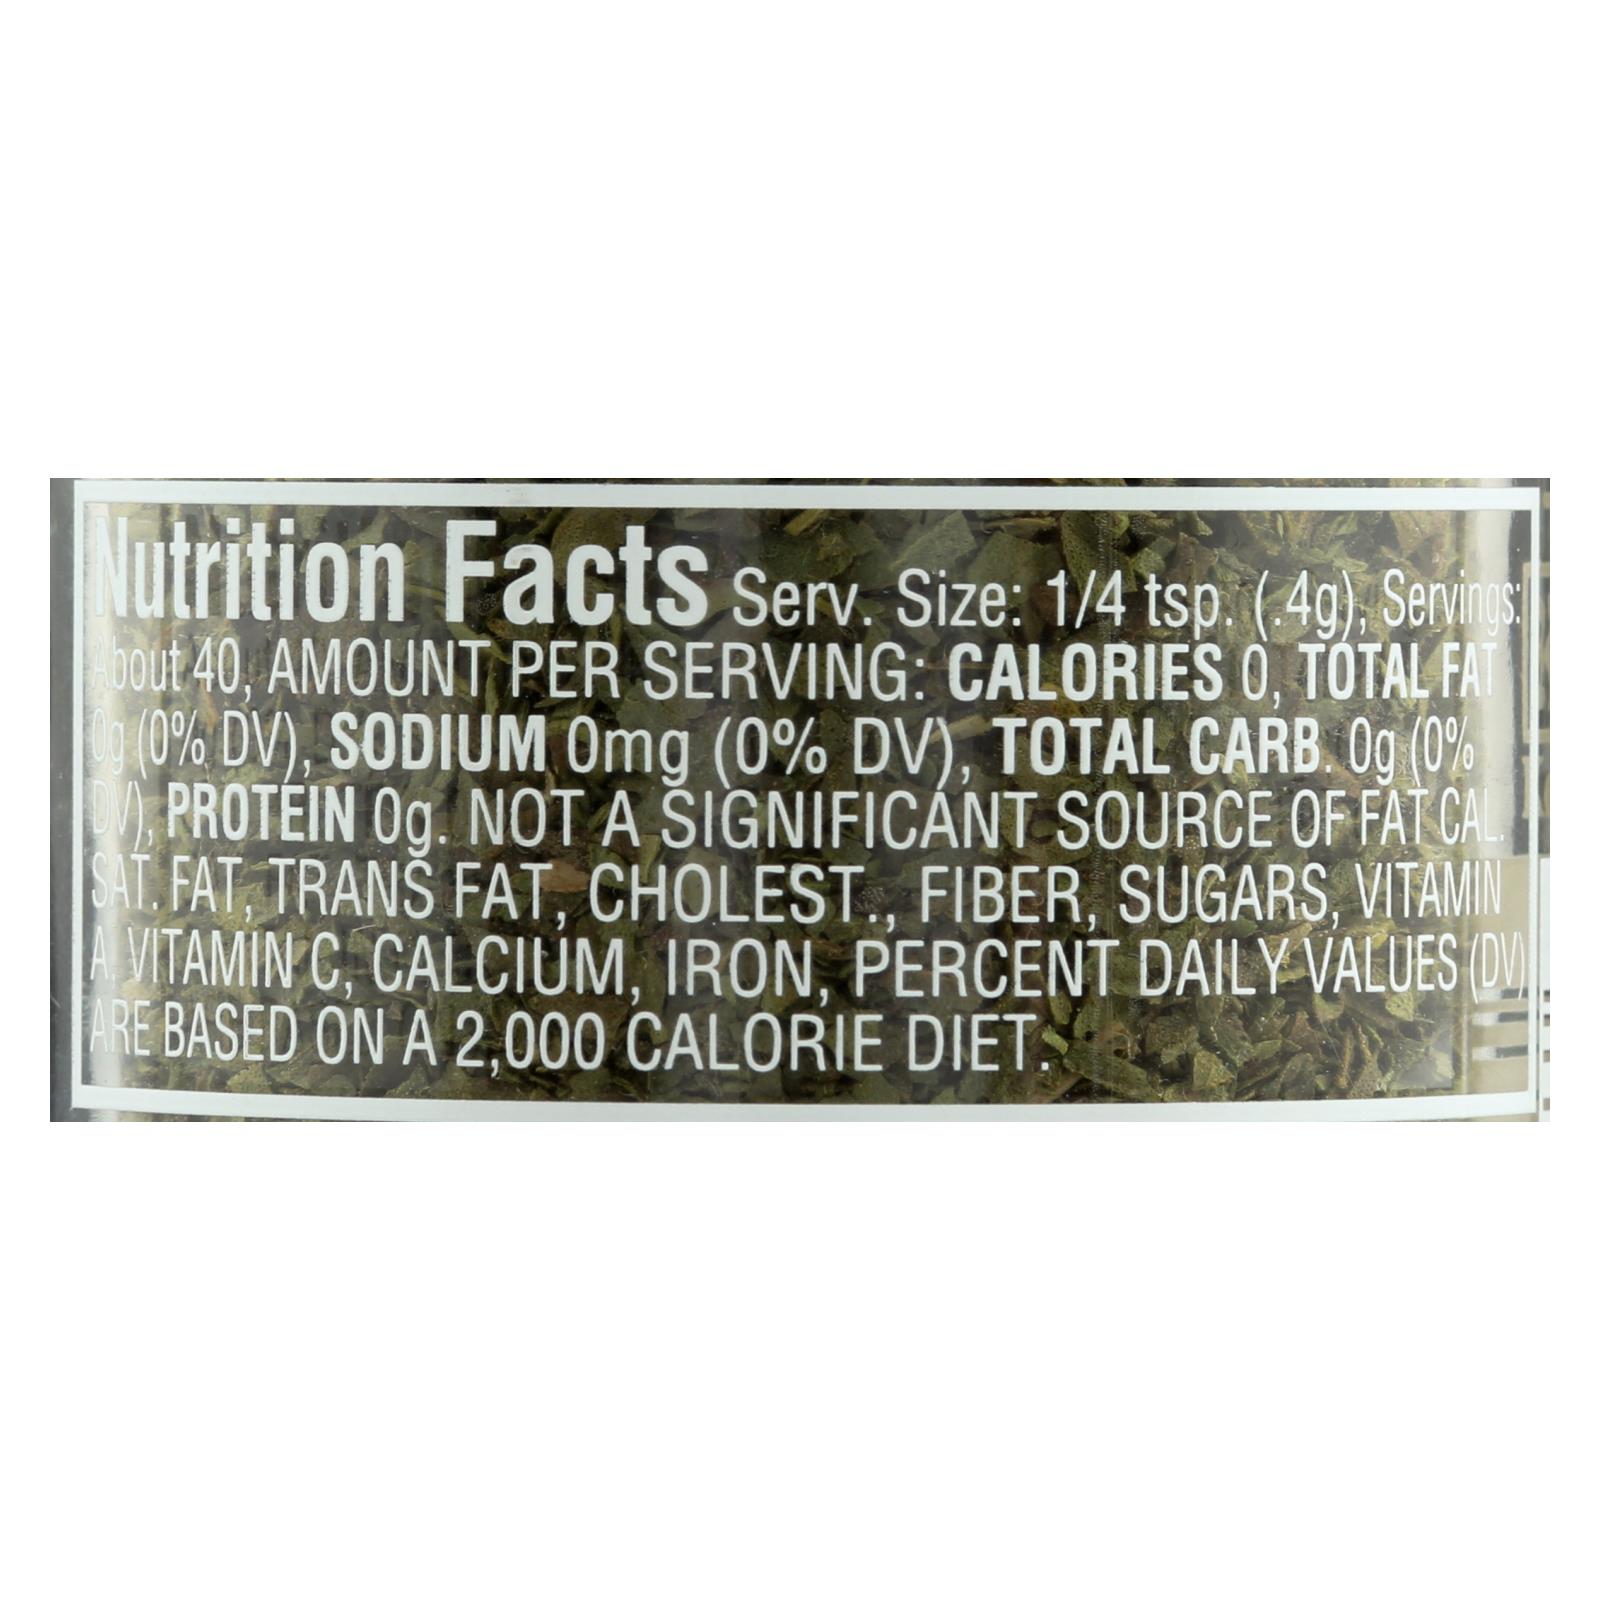 Nutrition Facts Serv. Size: 1/4 tsp. (.4g), Servings:
About 40, AMOUNT PER SERVING: CALORIES 0, TOTAL FAT
0g (0% DV), SODIUM 0mg (0% DV), TOTAL CARB. 0g (0%
DV), PROTEIN 0g. NOT A SIGNIFICANT SOURCE OF FAT CAL.
SAT. FAT, TRANS FAT, CHOLEST., FIBER, SUGARS, VITAMIN
A, VITAMIN C, CALCIUM, IRON, PERCENT DAILY VALUES (DV)
ARE BASED ON A 2,000 CALORIE DIET.